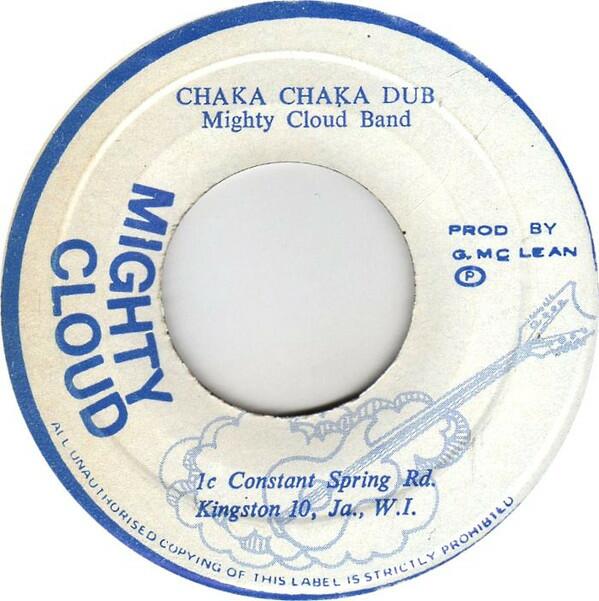 CHAKA CHAKA DUB
Mighty Cloud Band
MIGHTY
CLOUD
PROD BY
G. MC LEAN
Ⓟ
1c Constant Spring Rd.
Kingston 10, Ja., W.I.
ALL UNAUTHORISED COPYING OF THIS LABEL IS STRICTLY PROHIBITED